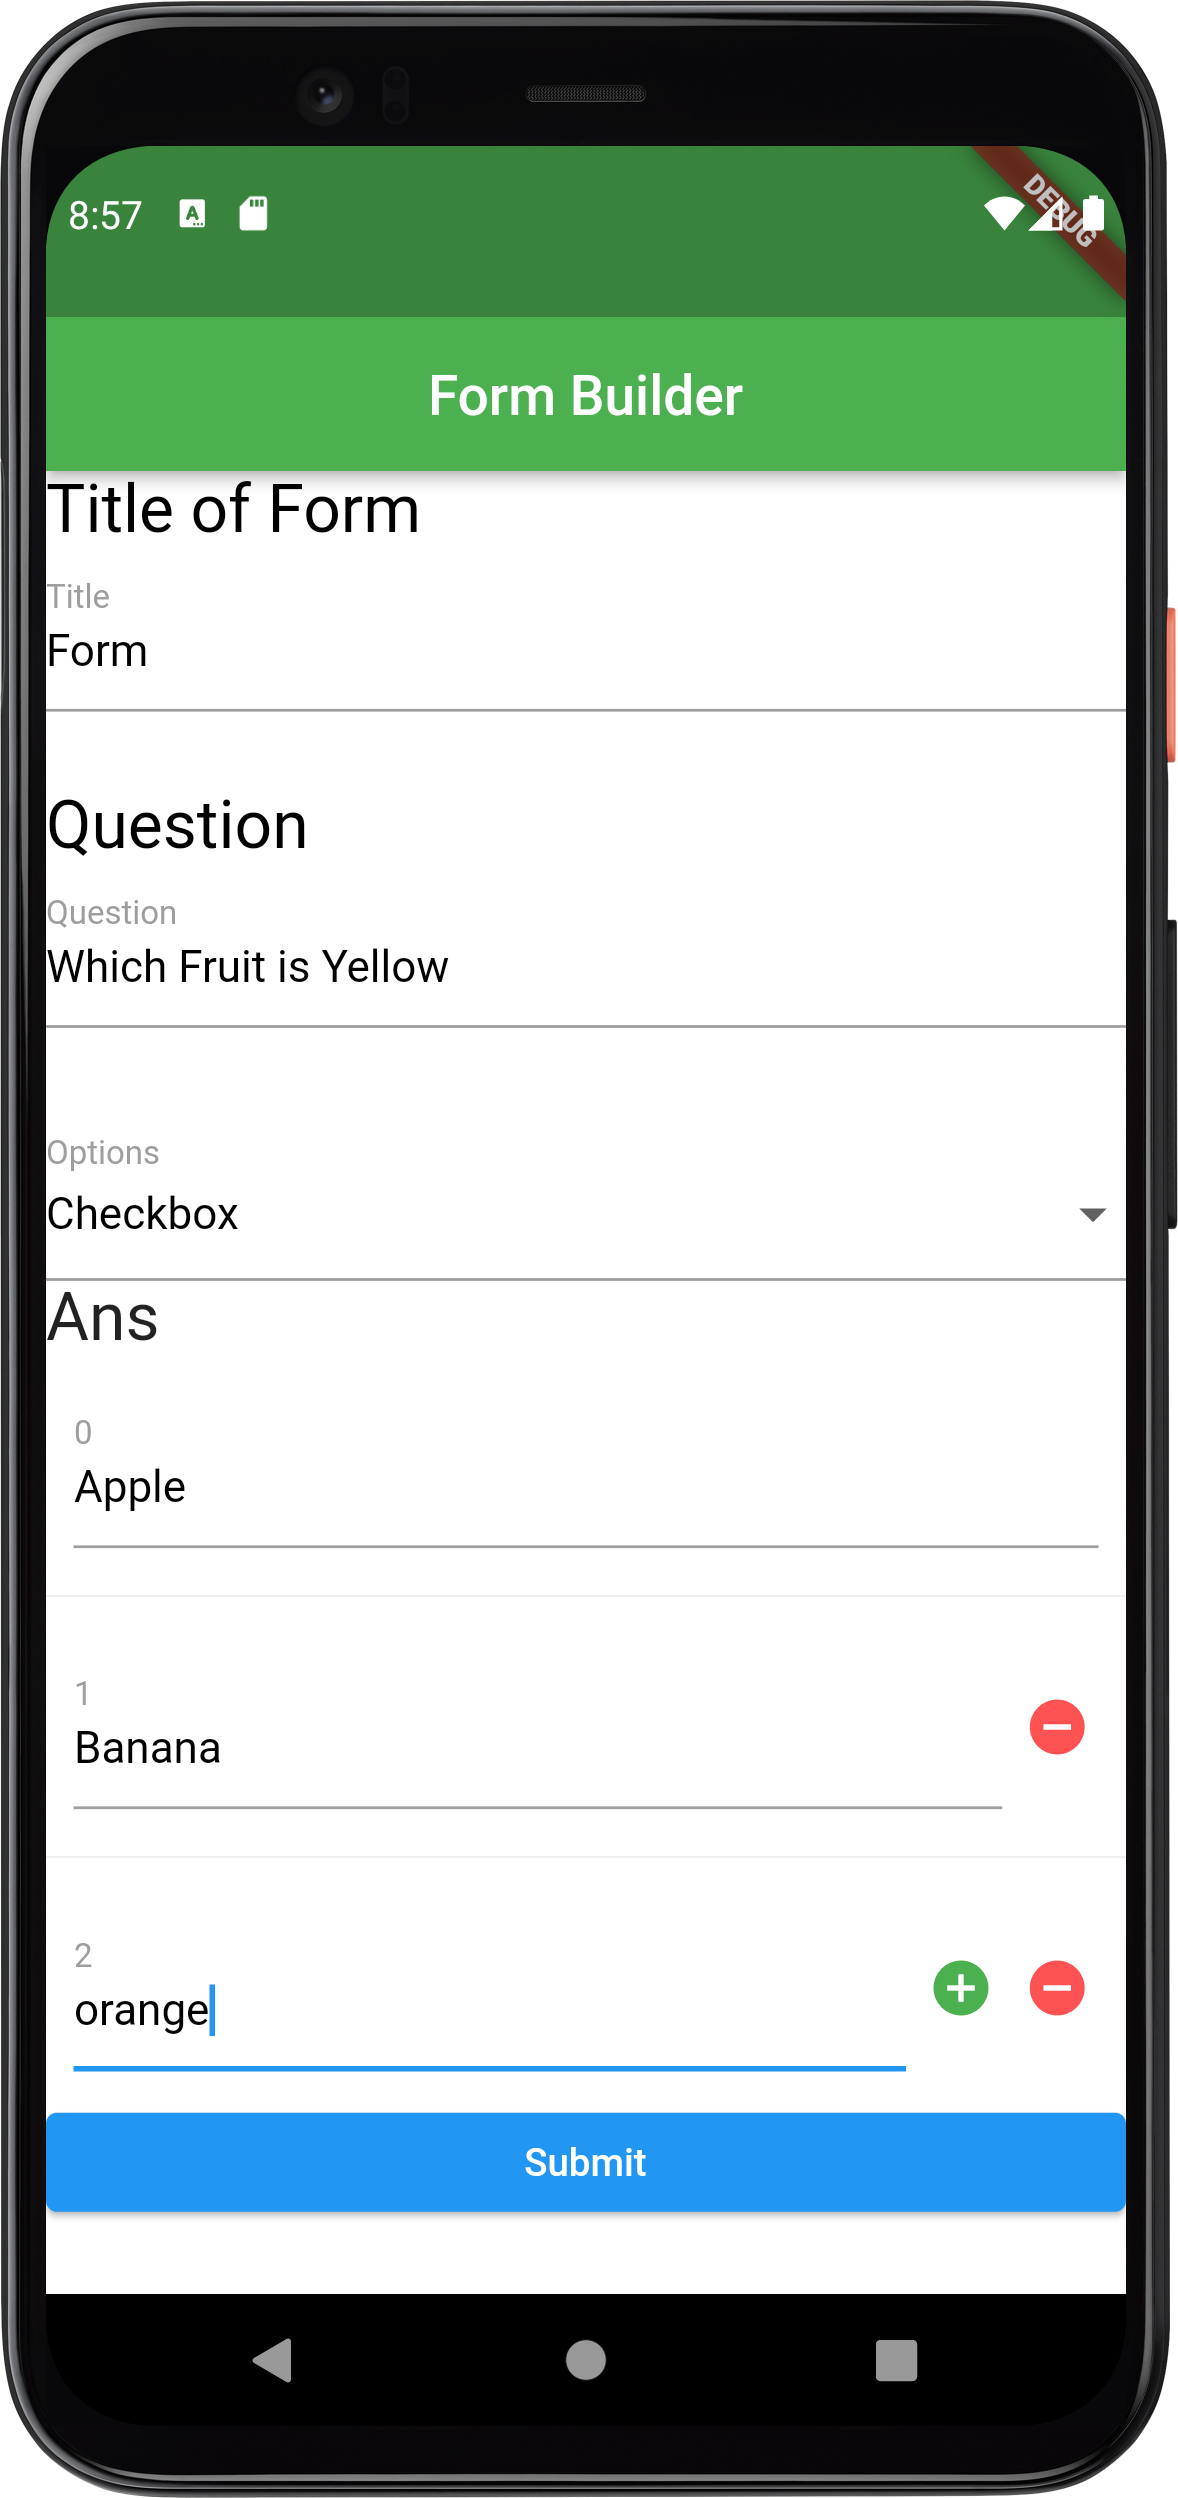 8:57
DEBUG
Form Builder
Title of Form
Title
Form
Question
Question
Which Fruit is Yellow
Options
Checkbox
Ans
0
Apple
1
Banana
2
orange
Submit